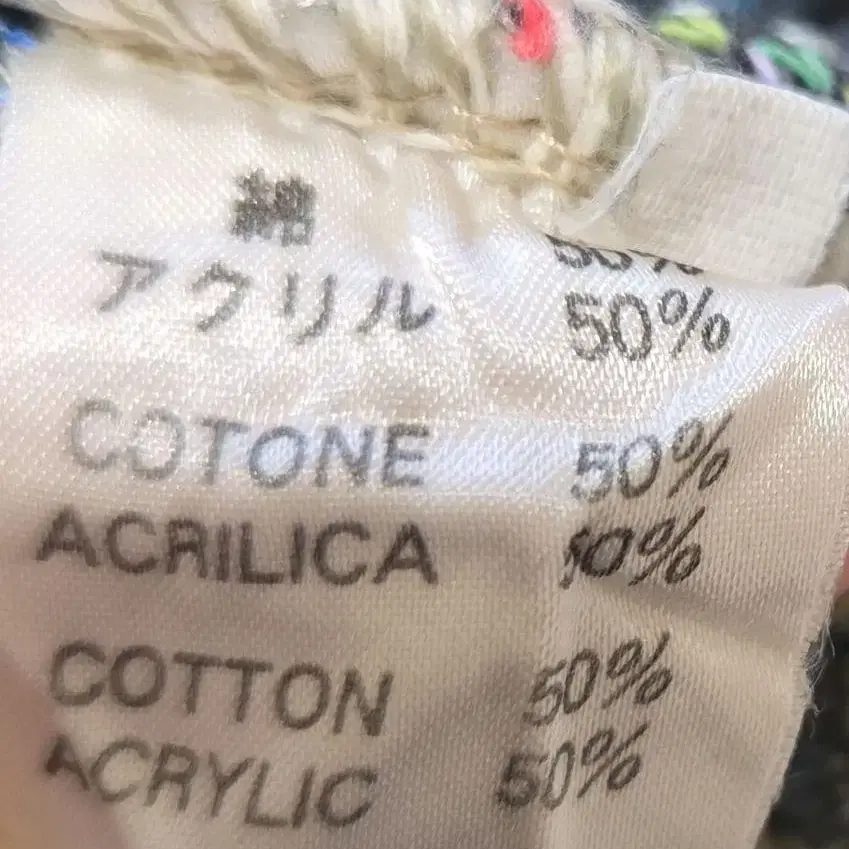 綿 50%
アクリル 50%
COTONE 50%
ACRILICA 50%
COTTON 50%
ACRYLIC 50%